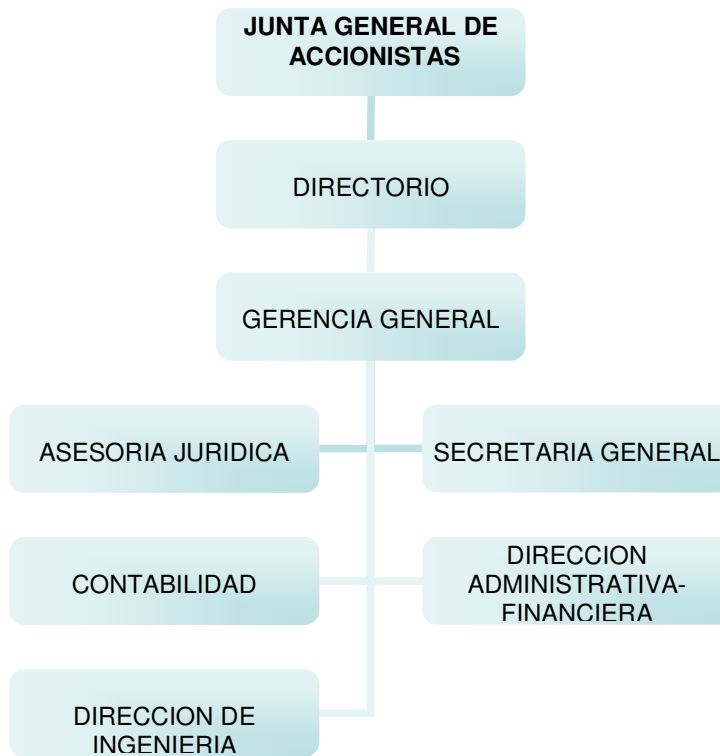 JUNTA GENERAL DE
ACCIONISTAS
DIRECTORIO
GERENCIA GENERAL
ASESORIA JURIDICA
SECRETARIA GENERAL
CONTABILIDAD
DIRECCION
ADMINISTRATIVA-
FINANCIERA
DIRECCION DE
INGENIERIA